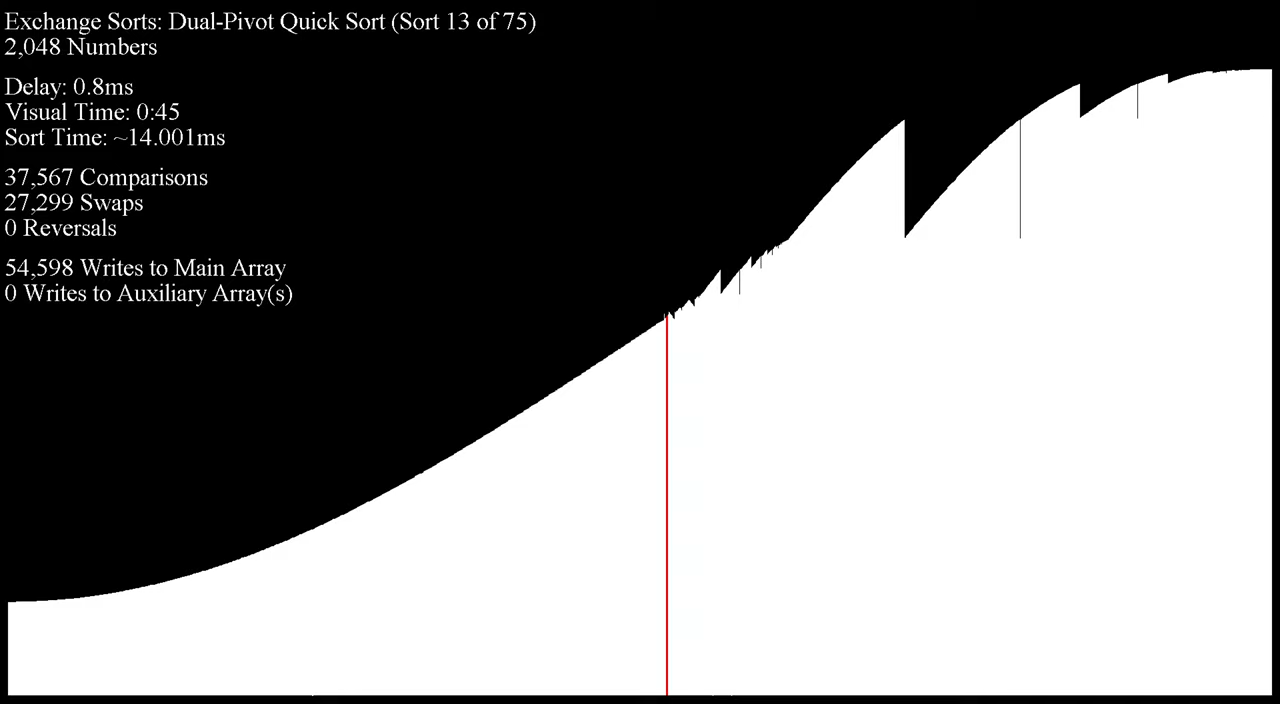 Exchange Sorts: Dual-Pivot Quick Sort (Sort 13 of 75)
2,048 Numbers
Delay: 0.8ms
Visual Time: 0:45
Sort Time: ~14.001ms
37,567 Comparisons
27,299 Swaps
0 Reversals
54,598 Writes to Main Array
0 Writes to Auxiliary Array(s)